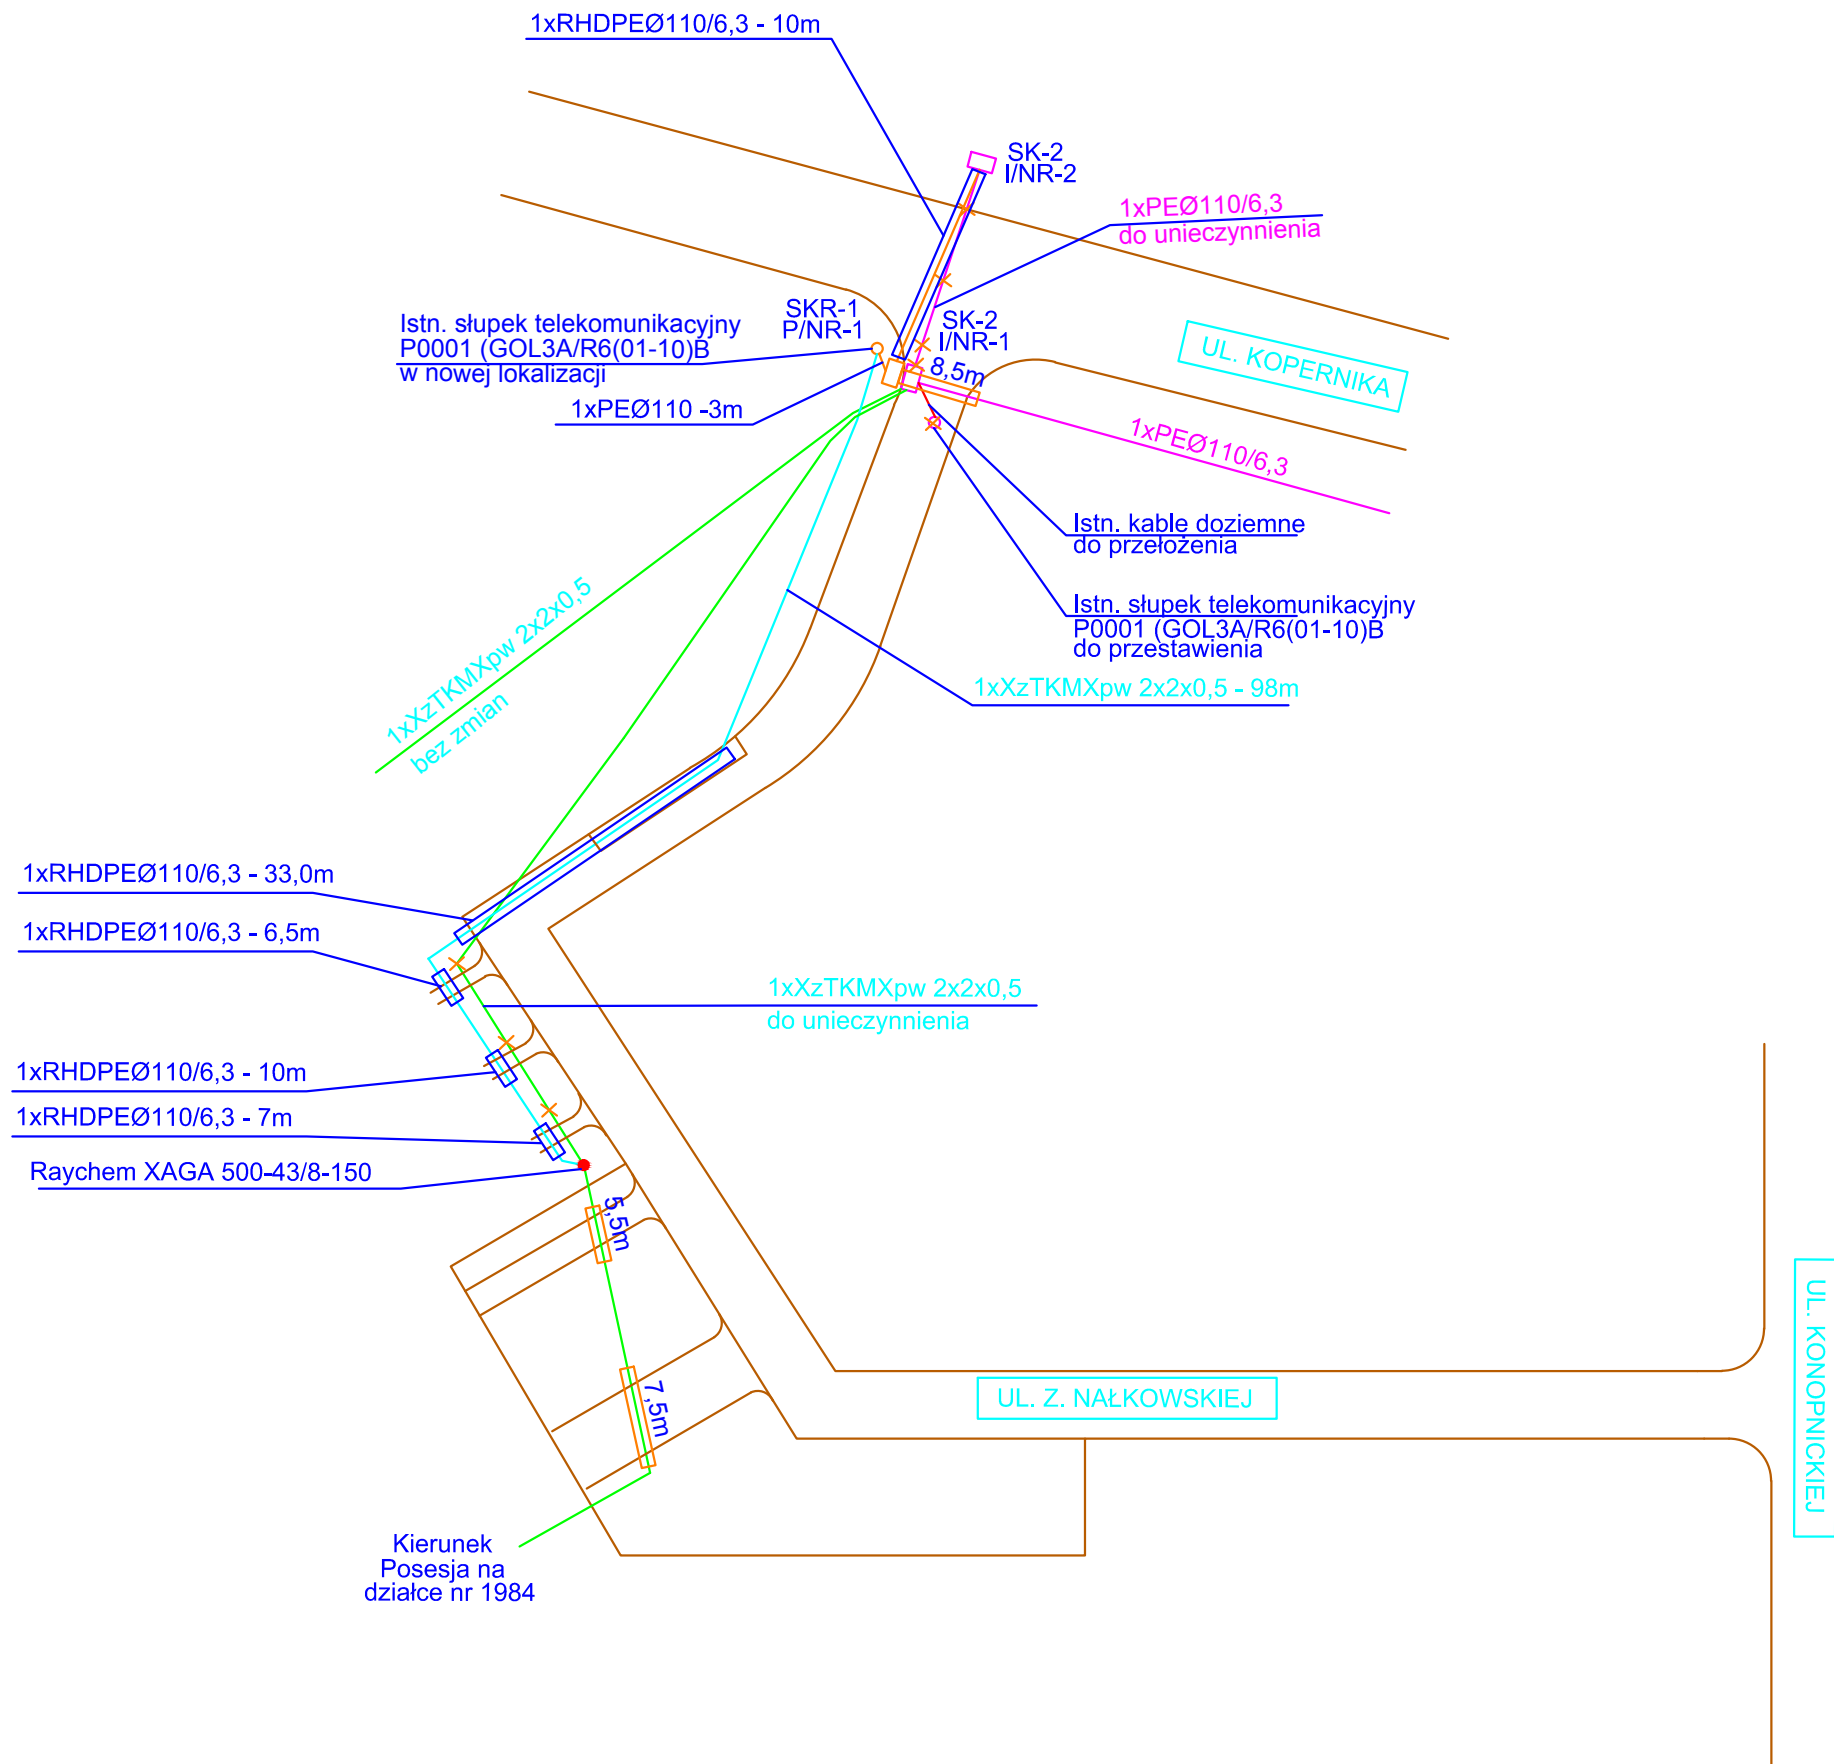 1xRHDPEØ110/6,3 - 10m
SK-2
I/NR-2
1xPEØ110/6,3
do unieczynnienia
SKR-1
P/NR-1
SK-2
I/NR-1
Istn. słupek telekomunikacyjny
P0001 (GOL3A/R6(01-10)B
w nowej lokalizacji
8,5m
UL. KOPERNIKA
1xPEØ110 -3m
1xPEØ110/6,3
Istn. kable doziemne
do przełożenia
Istn. słupek telekomunikacyjny
P0001 (GOL3A/R6(01-10)B
do przestawienia
1xXzTKMXpw 2x2x0,5
bez zmian
1xXzTKMXpw 2x2x0,5 - 98m
1xRHDPEØ110/6,3 - 33,0m
1xRHDPEØ110/6,3 - 6,5m
1xXzTKMXpw 2x2x0,5
do unieczynnienia
1xRHDPEØ110/6,3 - 10m
1xRHDPEØ110/6,3 - 7m
Raychem XAGA 500-43/8-150
5,5m
7,5m
UL. Z. NAŁKOWSKIEJ
UL. KONOPNICKIEJ
Kierunek
Posesja na
działce nr 1984